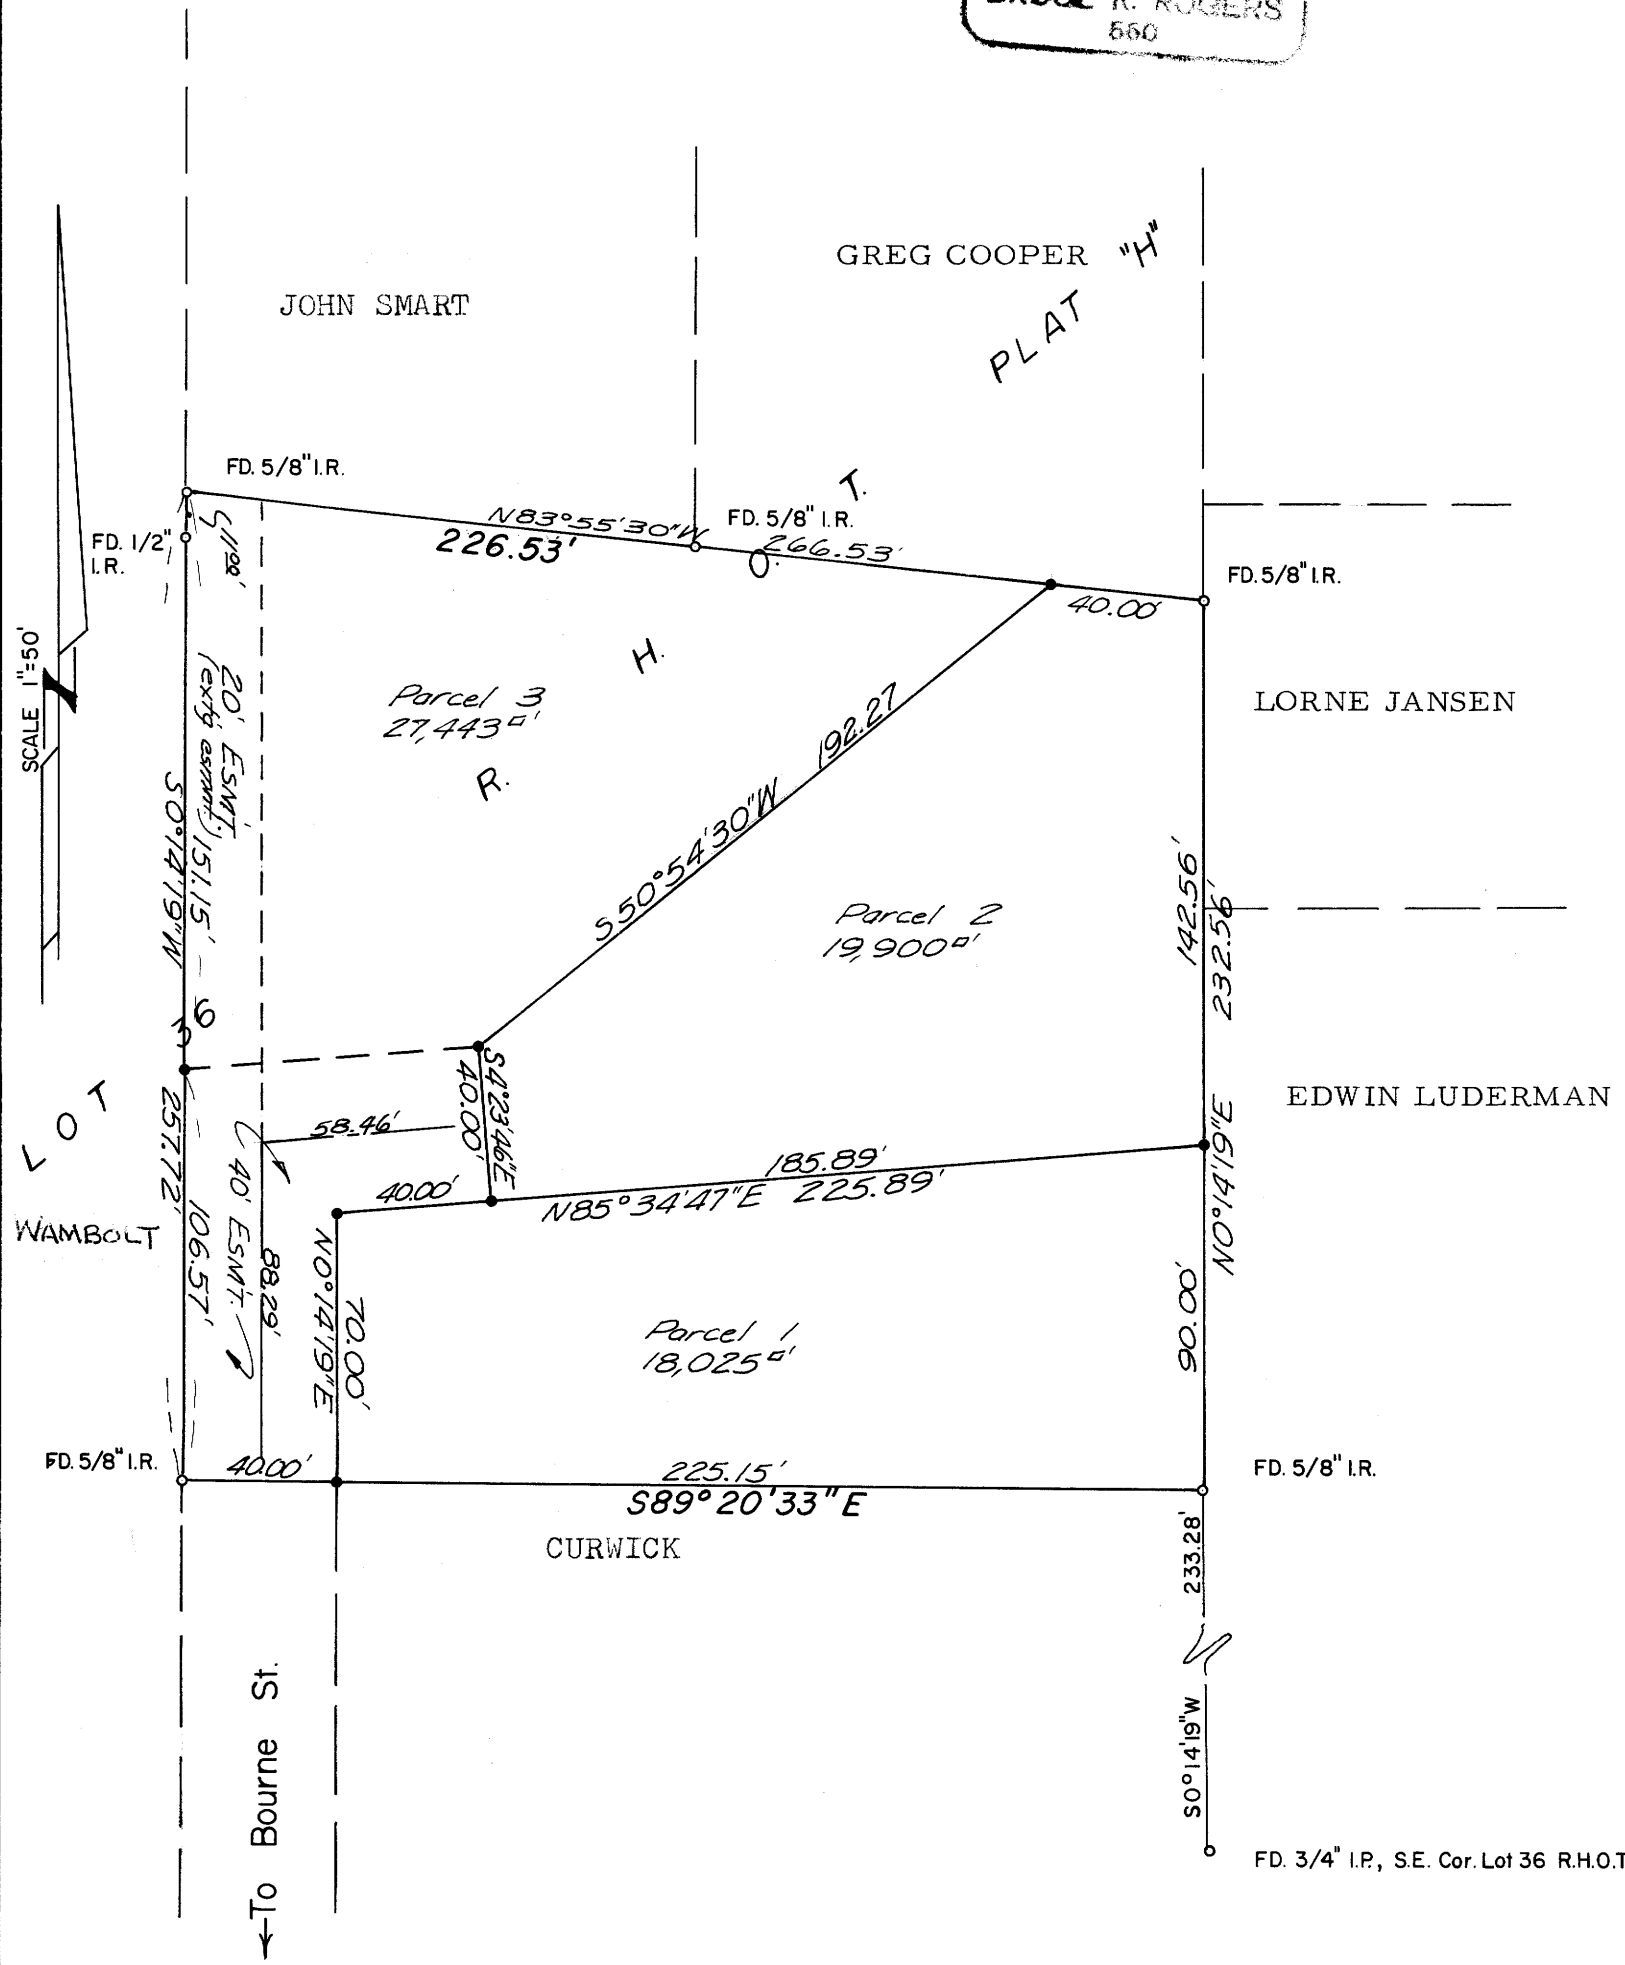 BRUCE R. ROGERS
560
GREG COOPER
"H"
PLAT
JOHN SMART
FD. 5/8" I.R.
T.
N83°55'30"W
FD. 5/8" I.R.
226.53'
266.53'
O.
FD. 1/2"
I.R.
FD. 5/8" I.R.
40.00'
H.
SCALE 1"=50'
N
20' ESMT.
(extg. esmt.)
Parcel 3
27,443□'
R.
192.27
S50°54'30"W
LORNE JANSEN
S0°14'19"W
151.15'
Parcel 2
19,900□'
142.56'
232.56'
36
LOT
257.72'
S4°23'46"E
40.00'
EDWIN LUDERMAN
58.46'
185.89'
40.00'
N85°34'47"E 225.89'
N0°14'19"E
WAMBOLT
106.57'
40' ESMT.
88.29'
N0°14'19"E
70.00'
Parcel 1
18,025□'
90.00'
FD. 5/8" I.R.
40.00'
225.15'
S89°20'33"E
FD. 5/8" I.R.
CURWICK
233.28'
To Bourne St.
S0°14'19"W
FD. 3/4" I.P., S.E. Cor. Lot 36 R.H.O.T